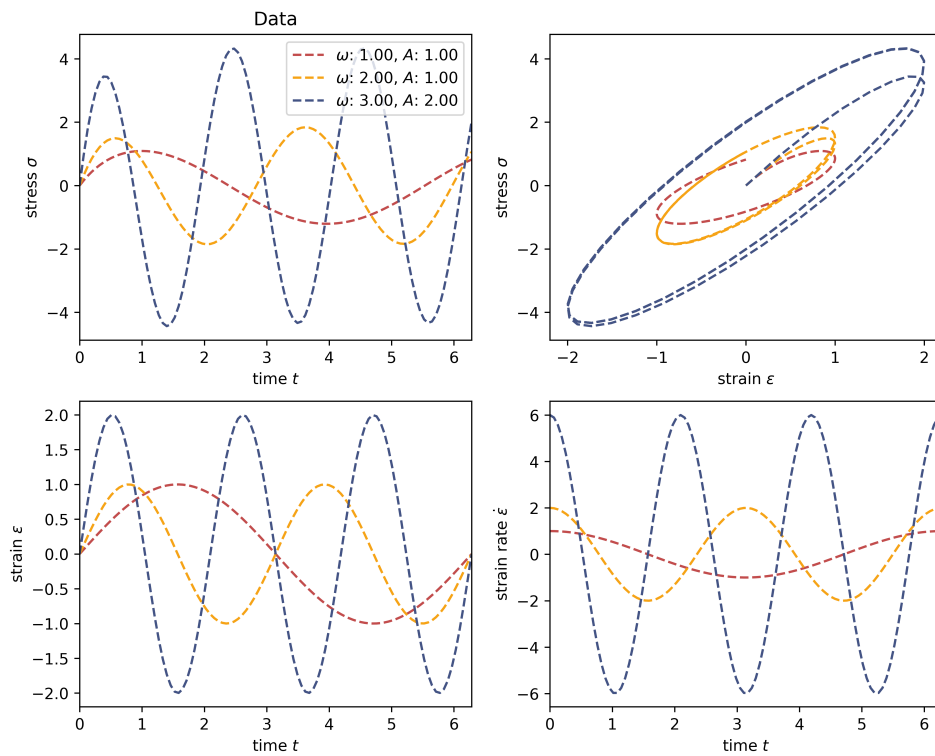 Data
stress σ
4
2
0
−2
−4
ω: 1.00, A: 1.00
ω: 2.00, A: 1.00
ω: 3.00, A: 2.00
0 1 2 3 4 5 6
time t
stress σ
4
2
0
−2
−4
−2 −1 0 1 2
strain ε
strain ε
2.0
1.5
1.0
0.5
0.0
−0.5
−1.0
−1.5
−2.0
0 1 2 3 4 5 6
time t
strain rate ε̇
6
4
2
0
−2
−4
−6
0 1 2 3 4 5 6
time t